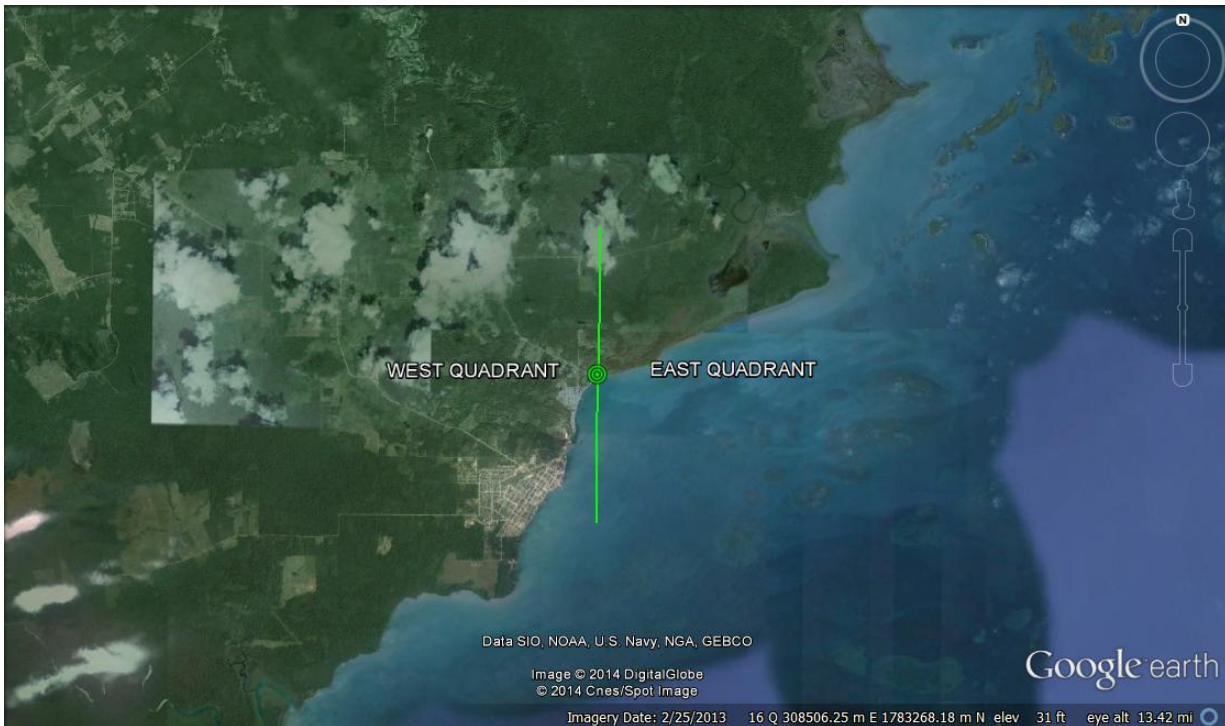 N
WEST QUADRANT
EAST QUADRANT
Data SIO, NOAA, U.S. Navy, NGA, GEBCO
Image © 2014 DigitalGlobe
© 2014 Cnes/Spot Image
Google earth
Imagery Date: 2/25/2013 16 Q 308506.25 m E 1783268.18 m N elev 31 ft eye alt 13.42 mi